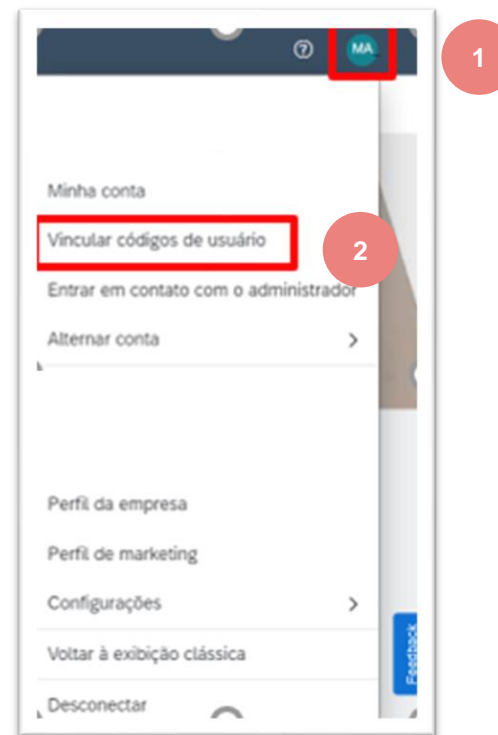 MA
1
Minha conta
Vincular códigos de usuário
2
Entrar em contato com o administrador
Alternar conta
Perfil da empresa
Perfil de marketing
Configurações
Feedback
Voltar à exibição clássica
Desconectar